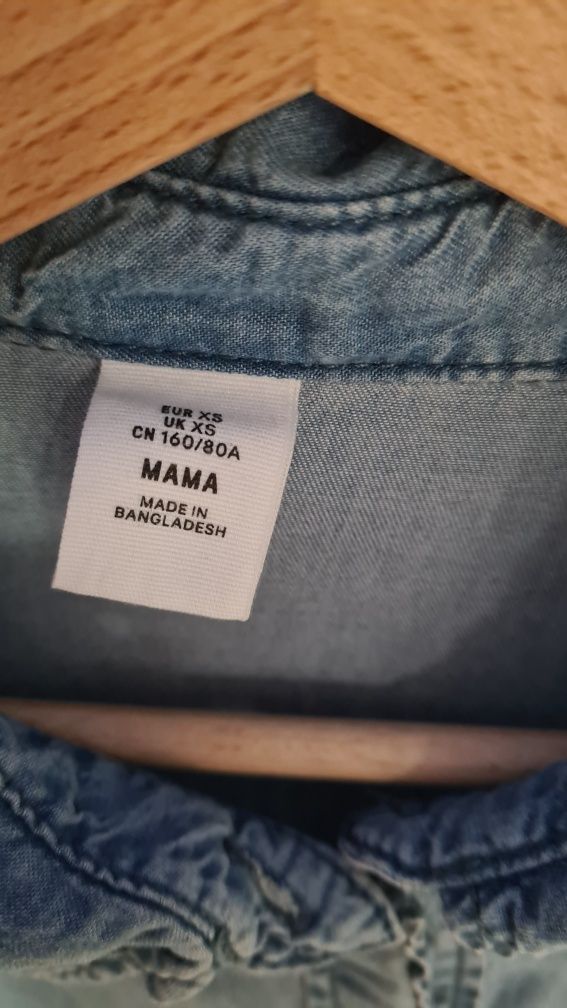 EUR XS
UK XS
CN 160/80A
MAMA
MADE IN
BANGLADESH